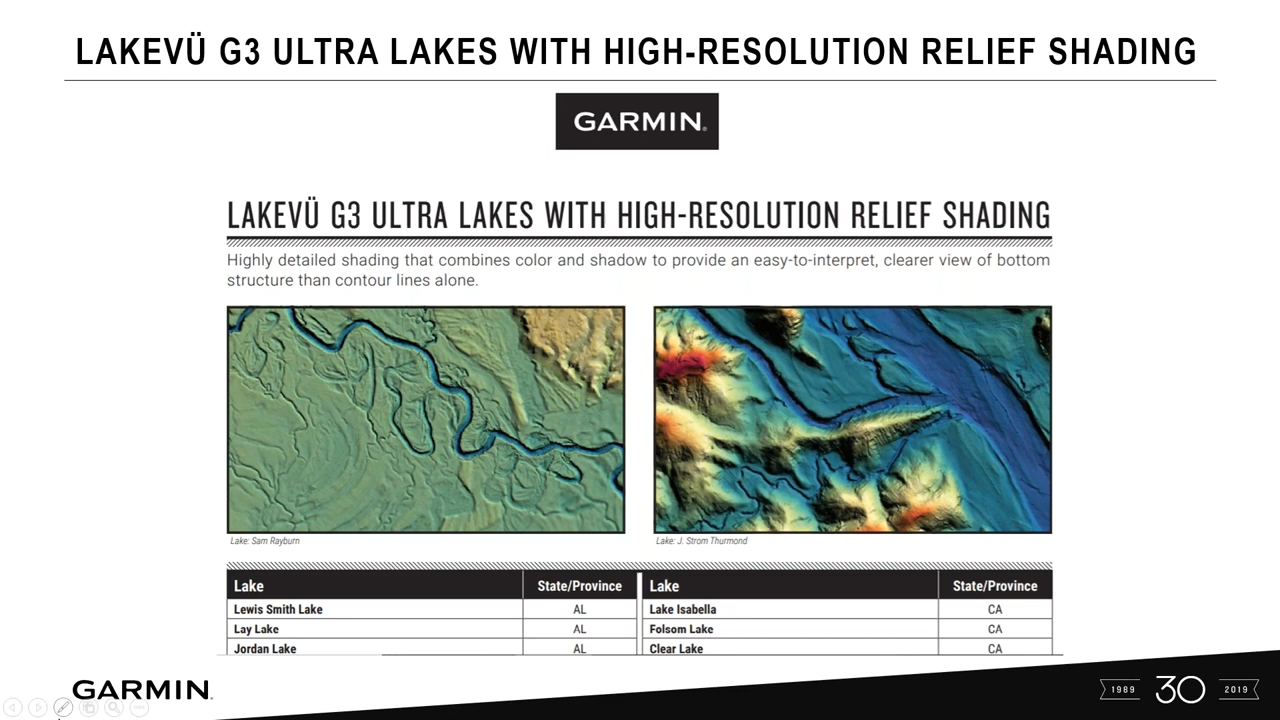 LAKEVÜ G3 ULTRA LAKES WITH HIGH-RESOLUTION RELIEF SHADING
GARMIN®
LAKEVÜ G3 ULTRA LAKES WITH HIGH-RESOLUTION RELIEF SHADING
Highly detailed shading that combines color and shadow to provide an easy-to-interpret, clearer view of bottom
structure than contour lines alone.
Lake: Sam Rayburn
Lake: J. Strom Thurmond
Lake State/Province Lake State/Province
Lewis Smith Lake AL Lake Isabella CA
Lay Lake AL Folsom Lake CA
Jordan Lake AL Clear Lake CA
GARMIN®
1989 30 2019